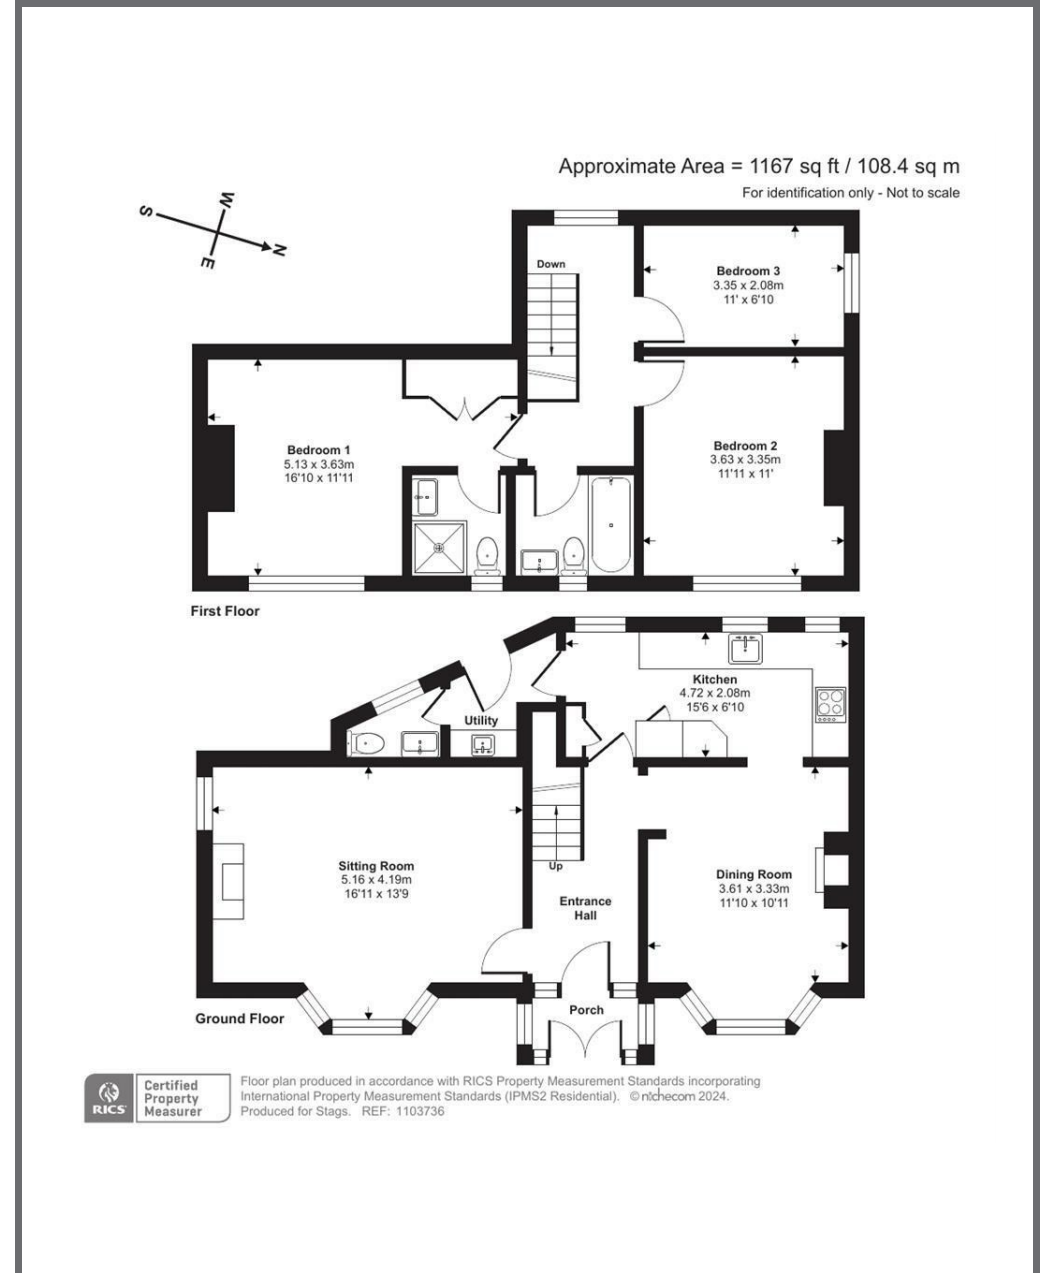 Approximate Area = 1167 sq ft / 108.4 sq m
For identification only - Not to scale
W
S
N
E
Down
Bedroom 3
3.35 x 2.08m
11' x 6'10
Bedroom 1
5.13 x 3.63m
16'10 x 11'11
Bedroom 2
3.63 x 3.35m
11'11 x 11'
First Floor
Kitchen
4.72 x 2.08m
15'6 x 6'10
Utility
Sitting Room
5.16 x 4.19m
16'11 x 13'9
Up
Dining Room
3.61 x 3.33m
11'10 x 10'11
Entrance
Hall
Porch
Ground Floor
RICS
Certified
Property
Measurer
Floor plan produced in accordance with RICS Property Measurement Standards incorporating
International Property Measurement Standards (IPMS2 Residential). © nichecom 2024.
Produced for Stags. REF: 1103736